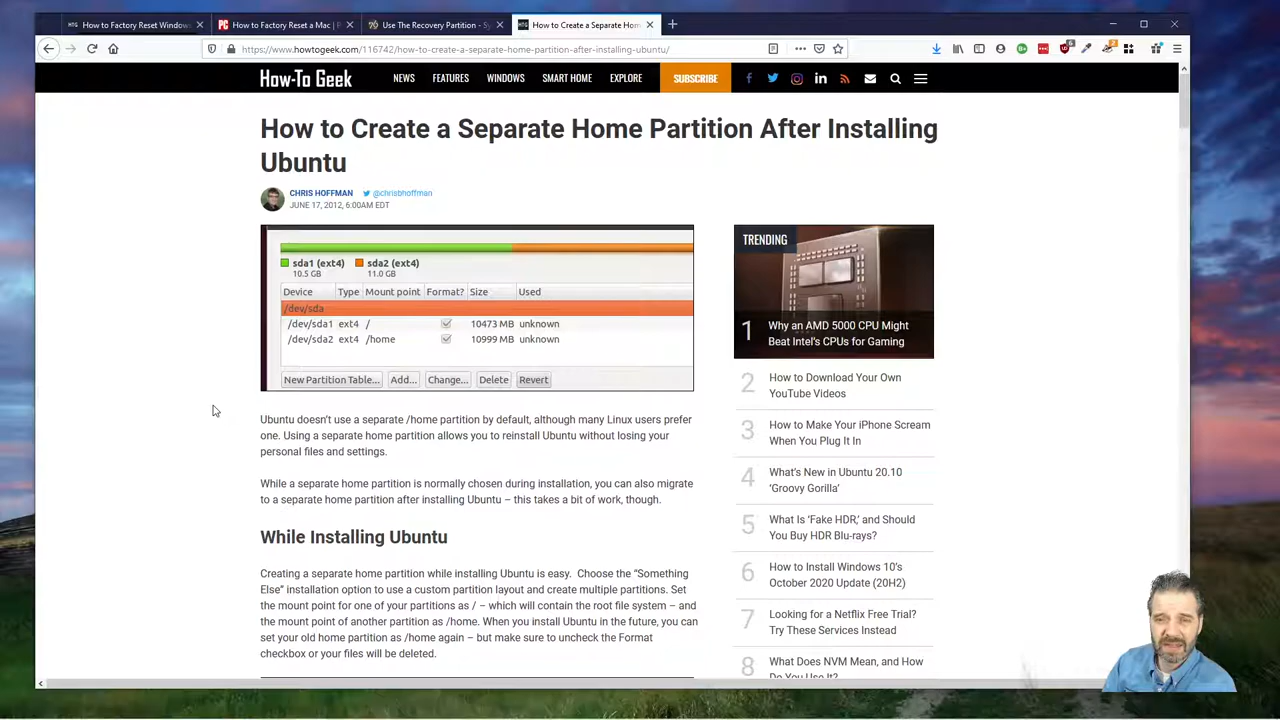 How to Factory Reset Windows
How to Factory Reset a Mac | P
Use The Recovery Partition - Sy
How to Create a Separate Hom
https://www.howtogeek.com/116742/how-to-create-a-separate-home-partition-after-installing-ubuntu/
How-To Geek
NEWS FEATURES WINDOWS SMART HOME EXPLORE SUBSCRIBE
How to Create a Separate Home Partition After Installing
Ubuntu
CHRIS HOFFMAN @chrisbhoffman
JUNE 17, 2012, 6:00AM EDT
sda1 (ext4) sda2 (ext4)
10.5 GB 11.0 GB
Device Type Mount point Format? Size Used
/dev/sda
/dev/sda1 ext4 / 10473 MB unknown
/dev/sda2 ext4 /home 10999 MB unknown
New Partition Table... Add... Change... Delete Revert
Ubuntu doesn't use a separate /home partition by default, although many Linux users prefer
one. Using a separate home partition allows you to reinstall Ubuntu without losing your
personal files and settings.
While a separate home partition is normally chosen during installation, you can also migrate
to a separate home partition after installing Ubuntu – this takes a bit of work, though.
While Installing Ubuntu
Creating a separate home partition while installing Ubuntu is easy. Choose the “Something
Else” installation option to use a custom partition layout and create multiple partitions. Set
the mount point for one of your partitions as / – which will contain the root file system – and
the mount point of another partition as /home. When you install Ubuntu in the future, you can
set your old home partition as /home again – but make sure to uncheck the Format
checkbox or your files will be deleted.
TRENDING
1 Why an AMD 5000 CPU Might
Beat Intel's CPUs for Gaming
2 How to Download Your Own
YouTube Videos
3 How to Make Your iPhone Scream
When You Plug It In
4 What's New in Ubuntu 20.10
‘Groovy Gorilla’
5 What Is ‘Fake HDR,’ and Should
You Buy HDR Blu-rays?
6 How to Install Windows 10's
October 2020 Update (20H2)
7 Looking for a Netflix Free Trial?
Try These Services Instead
8 What Does NVM Mean, and How
Do You Use It?